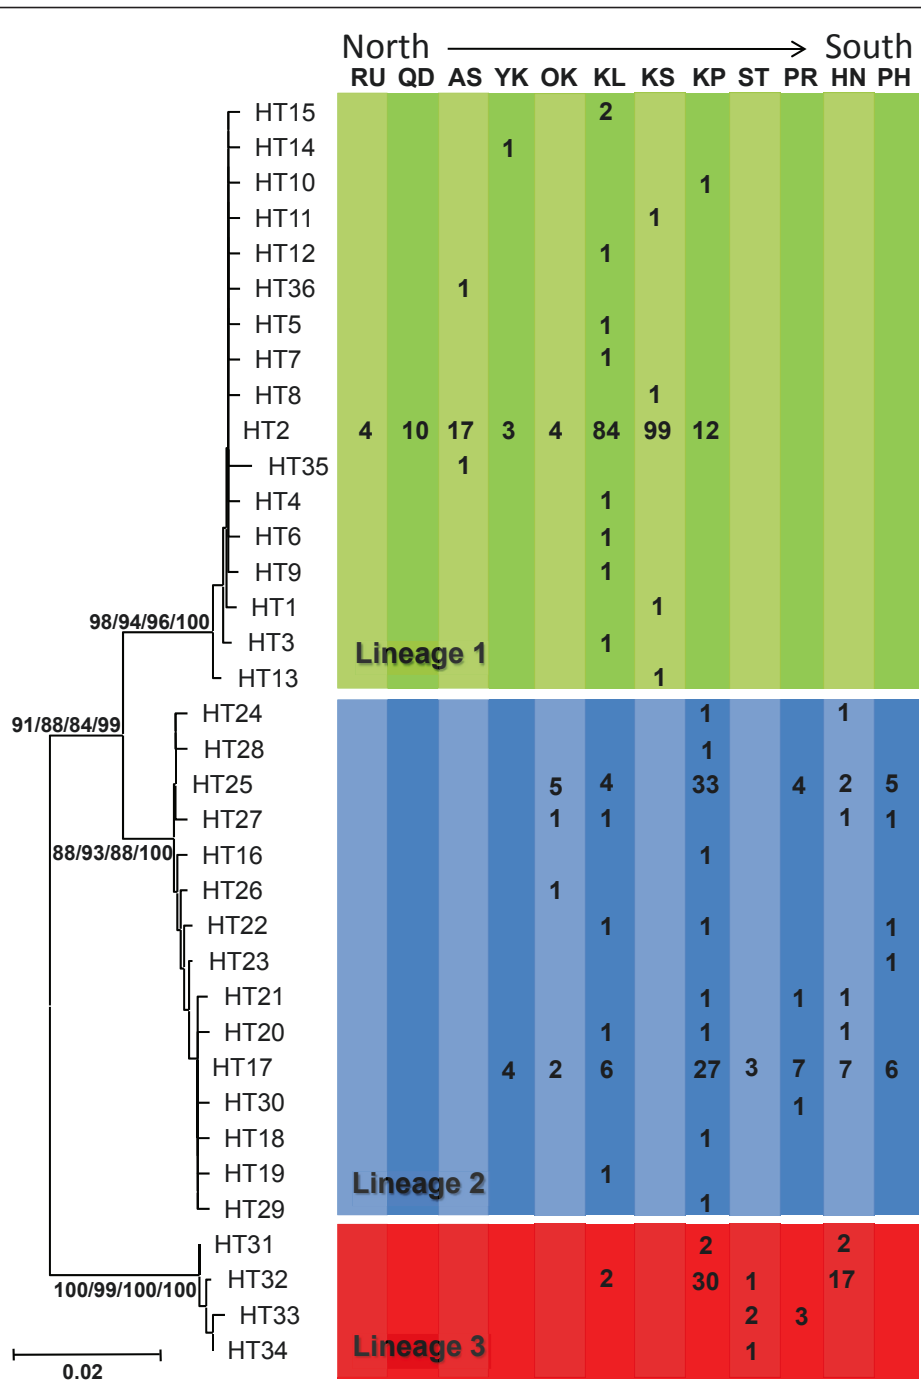 North South
RU QD AS YK OK KL KS KP ST PR HN PH
HT15 2
HT14 1
HT10 1
HT11 1
HT12 1
HT36 1
HT5 1
HT7 1
HT8 1
HT2 4 10 17 3 4 84 99 12
HT35 1
HT4 1
HT6 1
HT9 1
HT1 1
98/94/96/100
HT3 1
Lineage 1
HT13 1
HT24 1 1
91/88/84/99
HT28 1
HT25 5 4 33 4 2 5
HT27 1 1 1 1
88/93/88/100
HT16 1
HT26 1
HT22 1 1 1
HT23 1
HT21 1 1 1
HT20 1 1 1
HT17 4 2 6 27 3 7 7 6
HT30 1
HT18 1
HT19 1
Lineage 2
HT29 1
HT31 2 2
HT32 2 30 1 17
100/99/100/100
HT33 2 3
HT34 1
Lineage 3
0.02